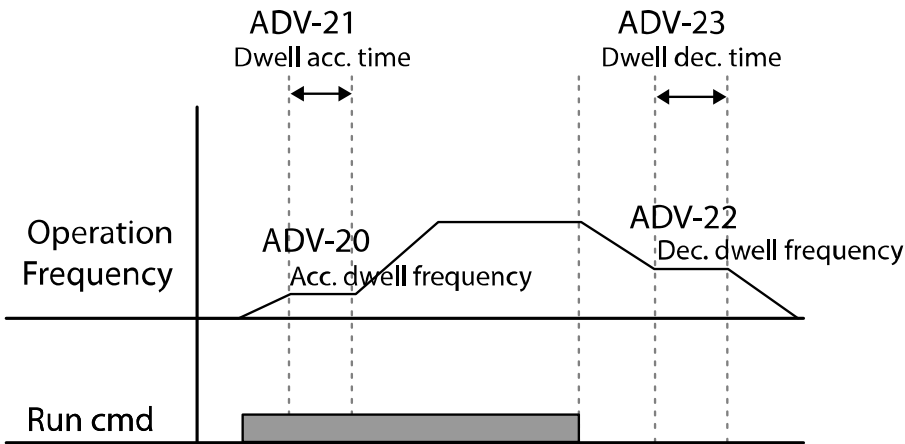 ADV-21
Dwell acc. time
ADV-23
Dwell dec. time
Operation
Frequency
ADV-20
Acc. dwell frequency
ADV-22
Dec. dwell frequency
Run cmd